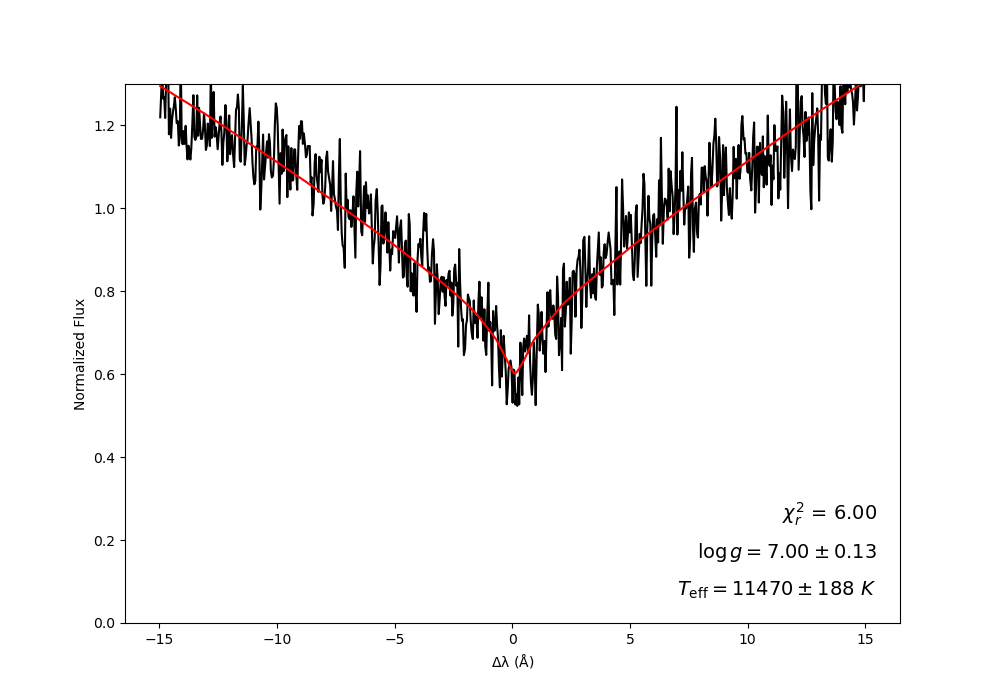 Normalized Flux
1.2
1.0
0.8
0.6
0.4
0.2
0.0
χ²ᵣ = 6.00
log g = 7.00 ± 0.13
T_eff = 11470 ± 188 K
−15
−10
−5
0
5
10
15
Δλ (Å)